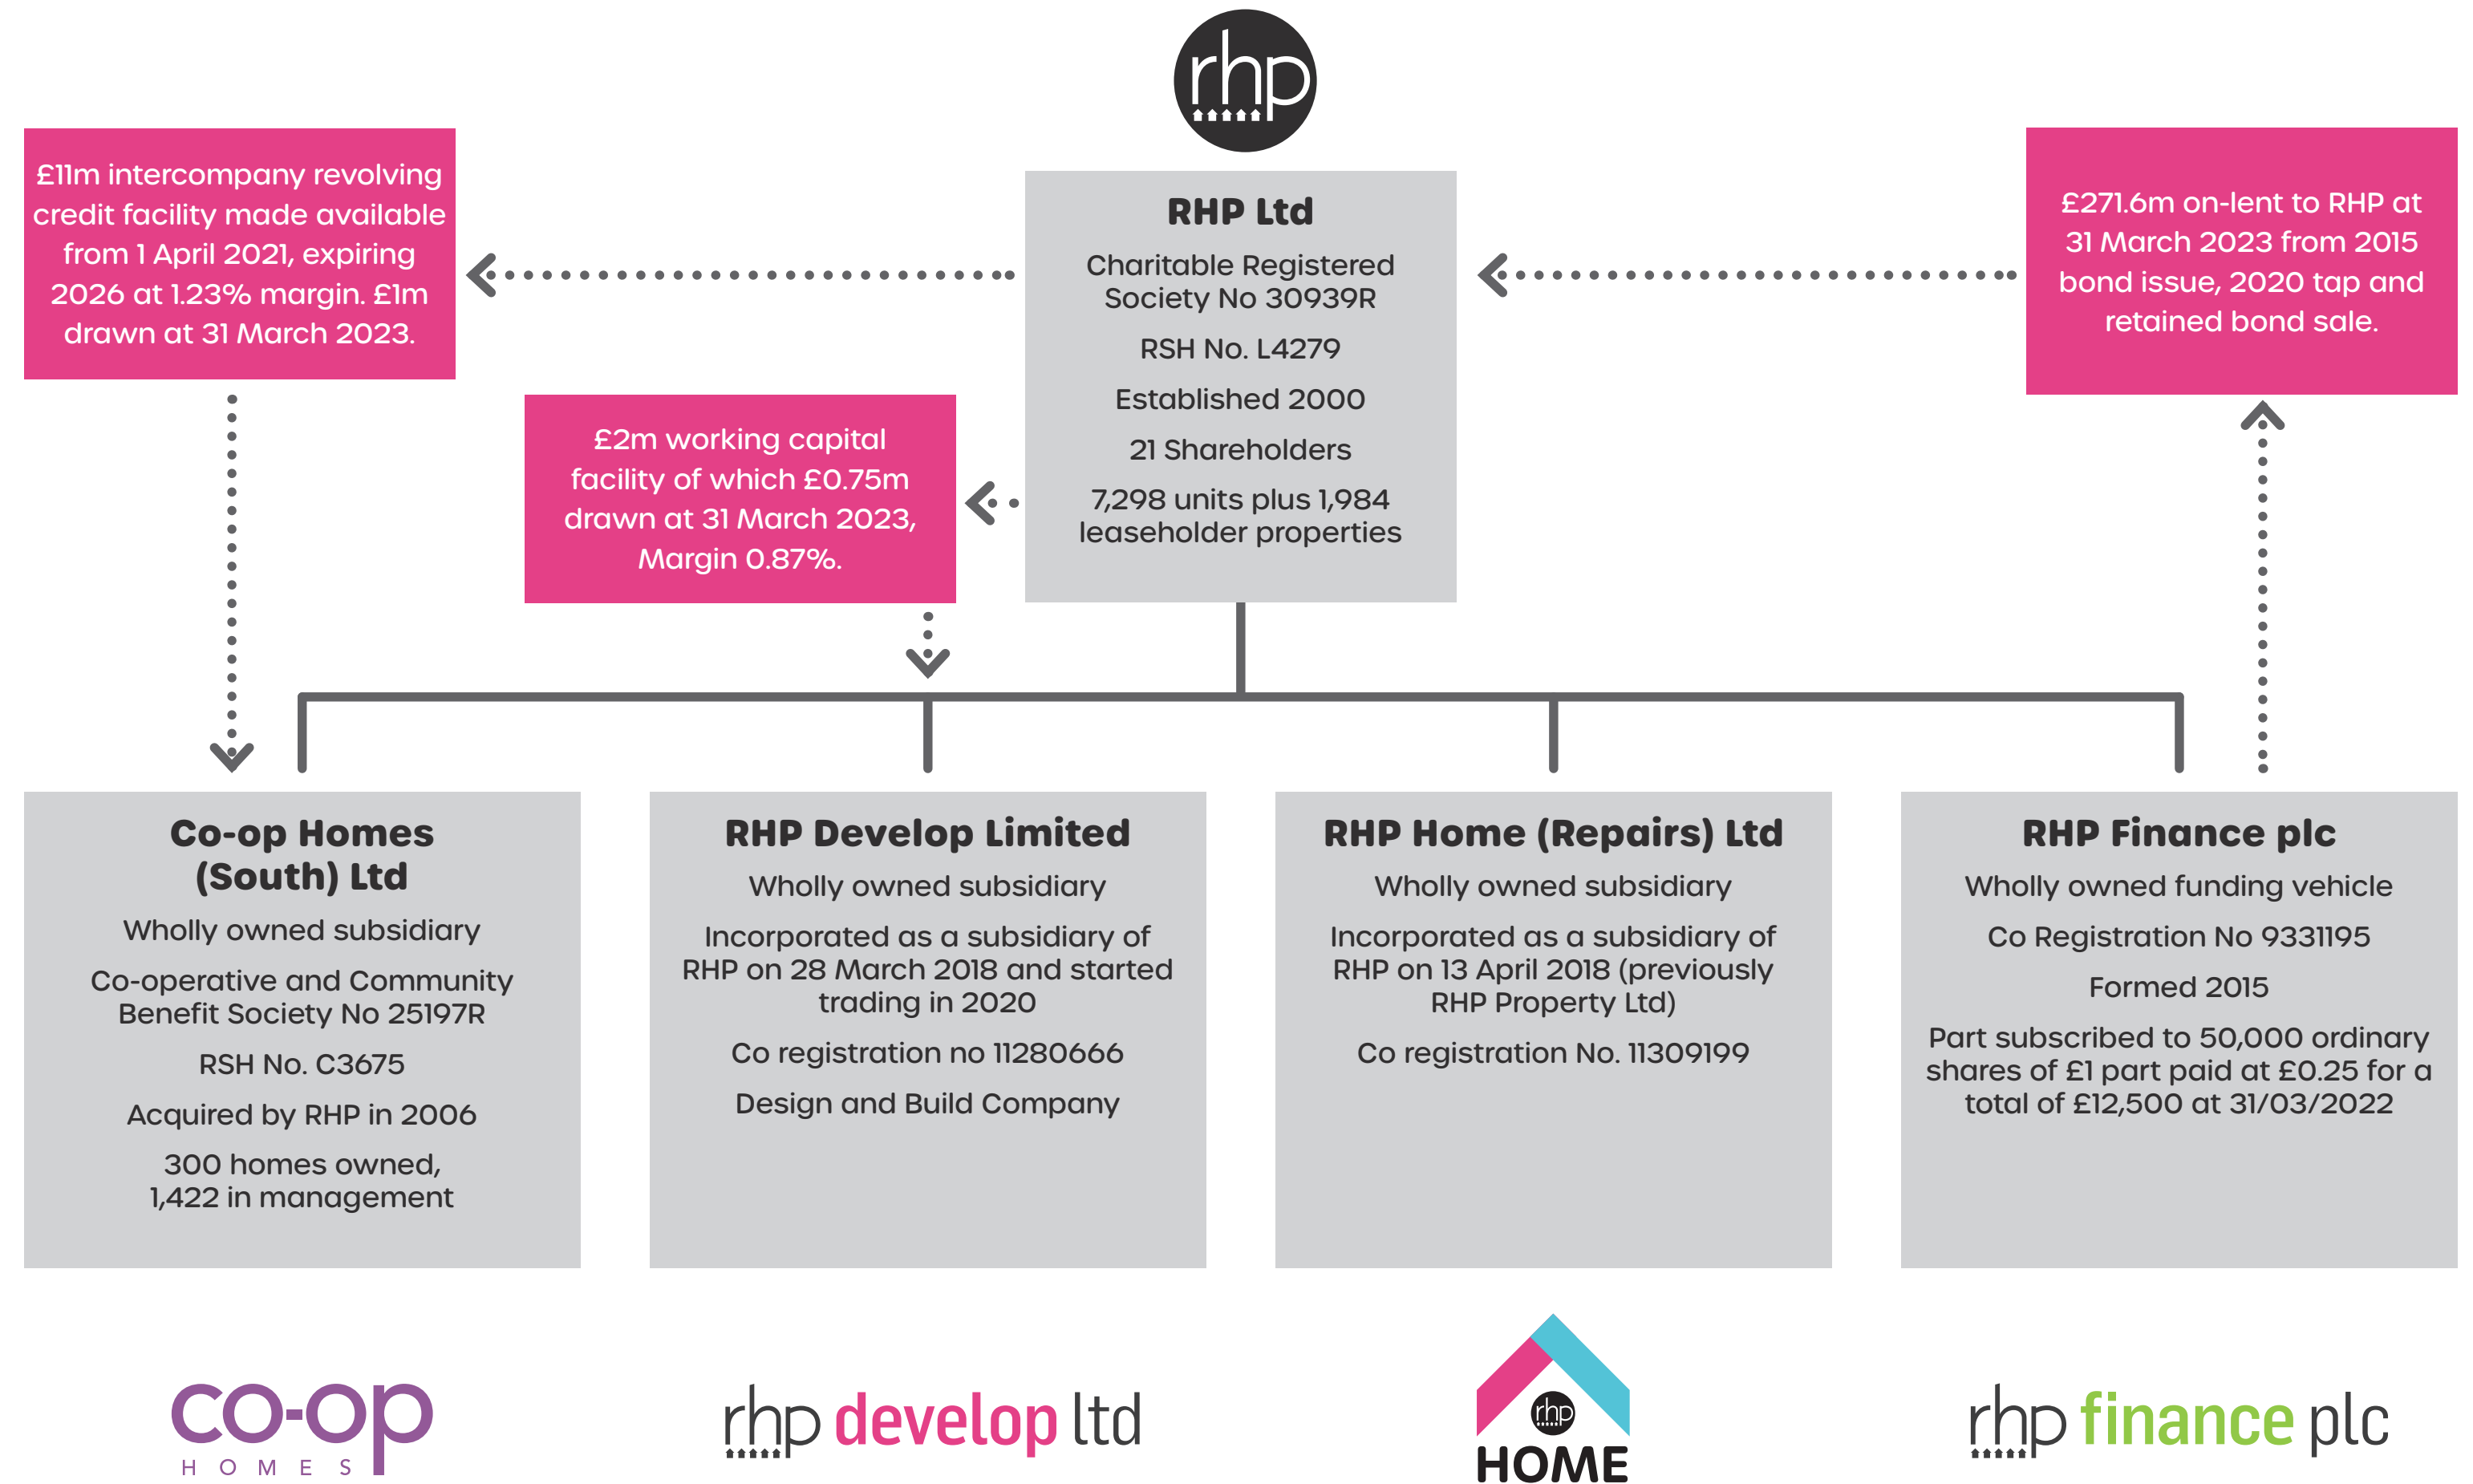 rhp
£11m intercompany revolving
credit facility made available
from 1 April 2021, expiring
2026 at 1.23% margin. £1m
drawn at 31 March 2023.
£2m working capital
facility of which £0.75m
drawn at 31 March 2023,
Margin 0.87%.
RHP Ltd
Charitable Registered
Society No 30939R
RSH No. L4279
Established 2000
21 Shareholders
7,298 units plus 1,984
leaseholder properties
£271.6m on-lent to RHP at
31 March 2023 from 2015
bond issue, 2020 tap and
retained bond sale.
Co-op Homes
(South) Ltd
Wholly owned subsidiary
Co-operative and Community
Benefit Society No 25197R
RSH No. C3675
Acquired by RHP in 2006
300 homes owned,
1,422 in management
RHP Develop Limited
Wholly owned subsidiary
Incorporated as a subsidiary of
RHP on 28 March 2018 and started
trading in 2020
Co registration no 11280666
Design and Build Company
RHP Home (Repairs) Ltd
Wholly owned subsidiary
Incorporated as a subsidiary of
RHP on 13 April 2018 (previously
RHP Property Ltd)
Co registration No. 11309199
RHP Finance plc
Wholly owned funding vehicle
Co Registration No 9331195
Formed 2015
Part subscribed to 50,000 ordinary
shares of £1 part paid at £0.25 for a
total of £12,500 at 31/03/2022
co-op
HOMES
rhp develop ltd
rhp
HOME
rhp finance plc